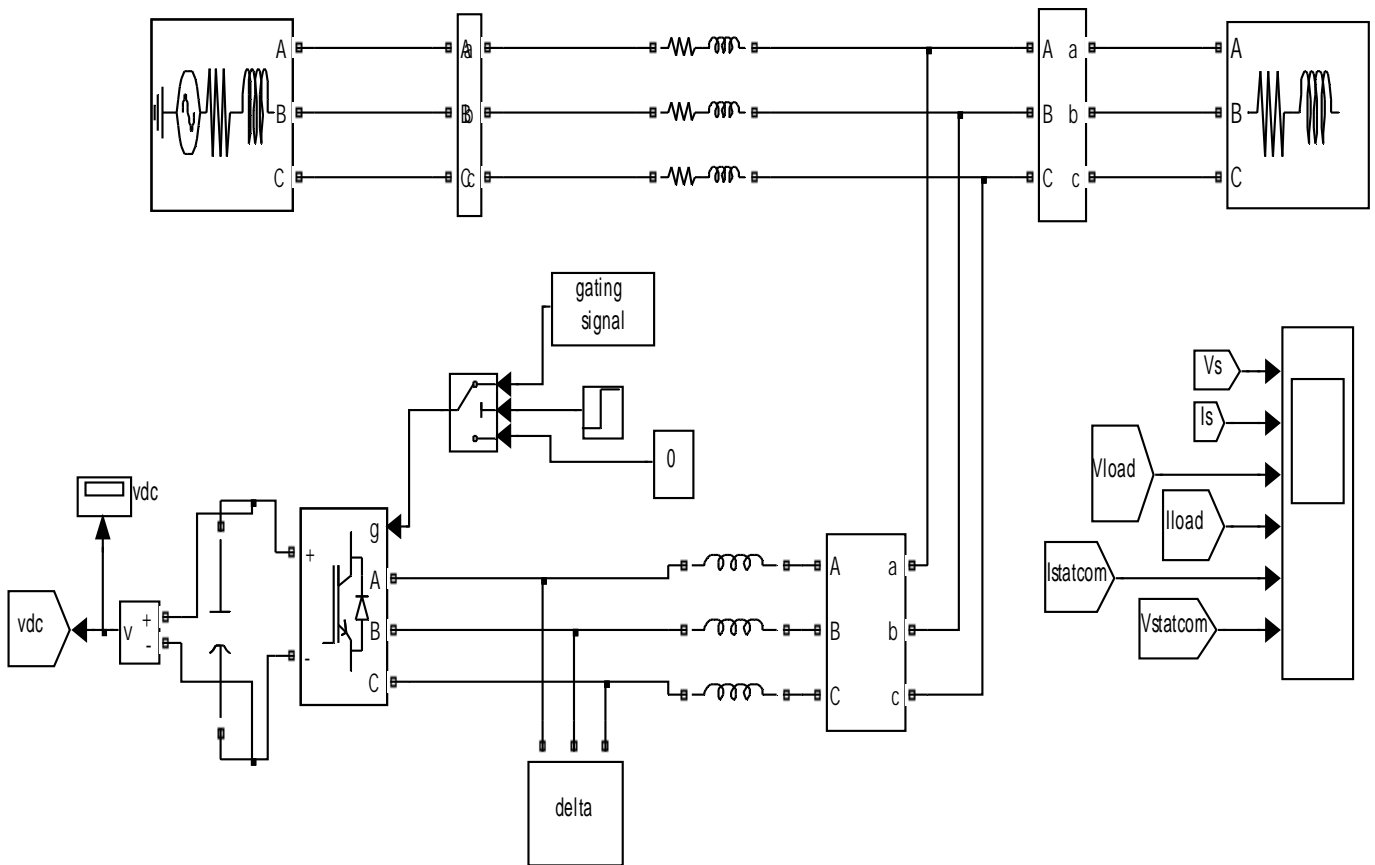 A
Aa
A a
A
B
Bb
B b
B
C
Cc
C c
C
gating
signal
Vs
Is
0
Vload
vdc
Iload
g
+
A
A a
Istatcom
vdc
v
+
-
B
B b
Vstatcom
-
C
C c
delta